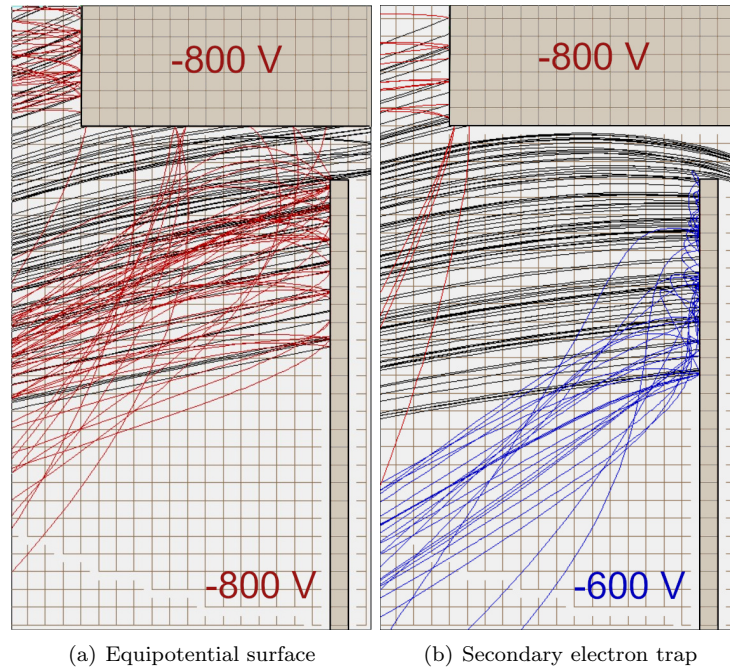 -800 V
-800 V
-800 V
-600 V
(a) Equipotential surface
(b) Secondary electron trap